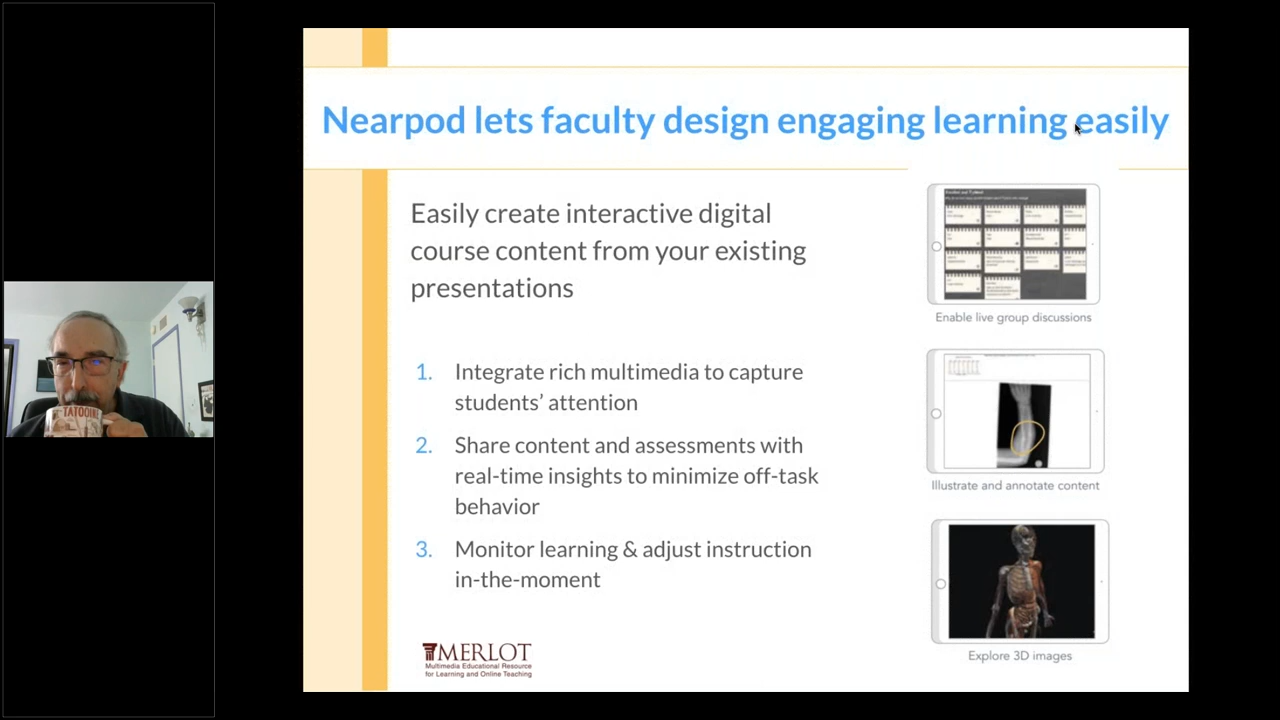 Nearpod lets faculty design engaging learning easily
Easily create interactive digital
course content from your existing
presentations
1. Integrate rich multimedia to capture
students’ attention
2. Share content and assessments with
real-time insights to minimize off-task
behavior
3. Monitor learning & adjust instruction
in-the-moment
Enable live group discussions
Illustrate and annotate content
Explore 3D images
MERLOT
Multimedia Educational Resource
for Learning and Online Teaching